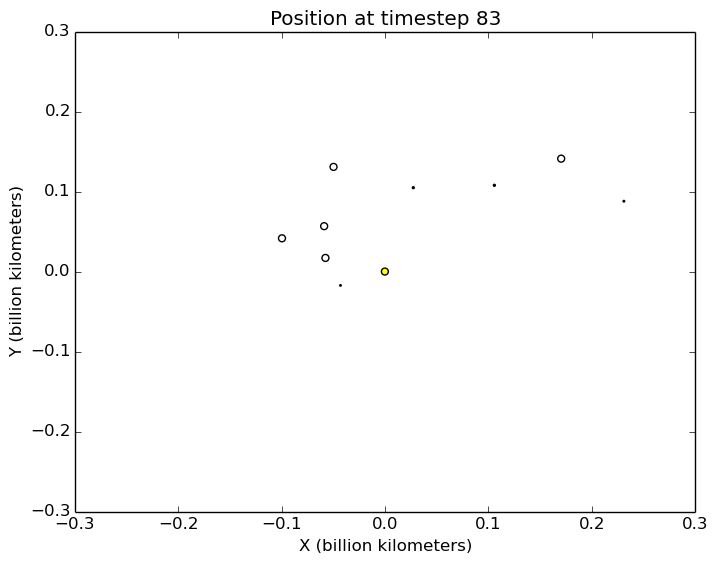 Position at timestep 83
0.3
0.2
0.1
0.0
−0.1
−0.2
−0.3
Y (billion kilometers)
−0.3 −0.2 −0.1 0.0 0.1 0.2 0.3
X (billion kilometers)